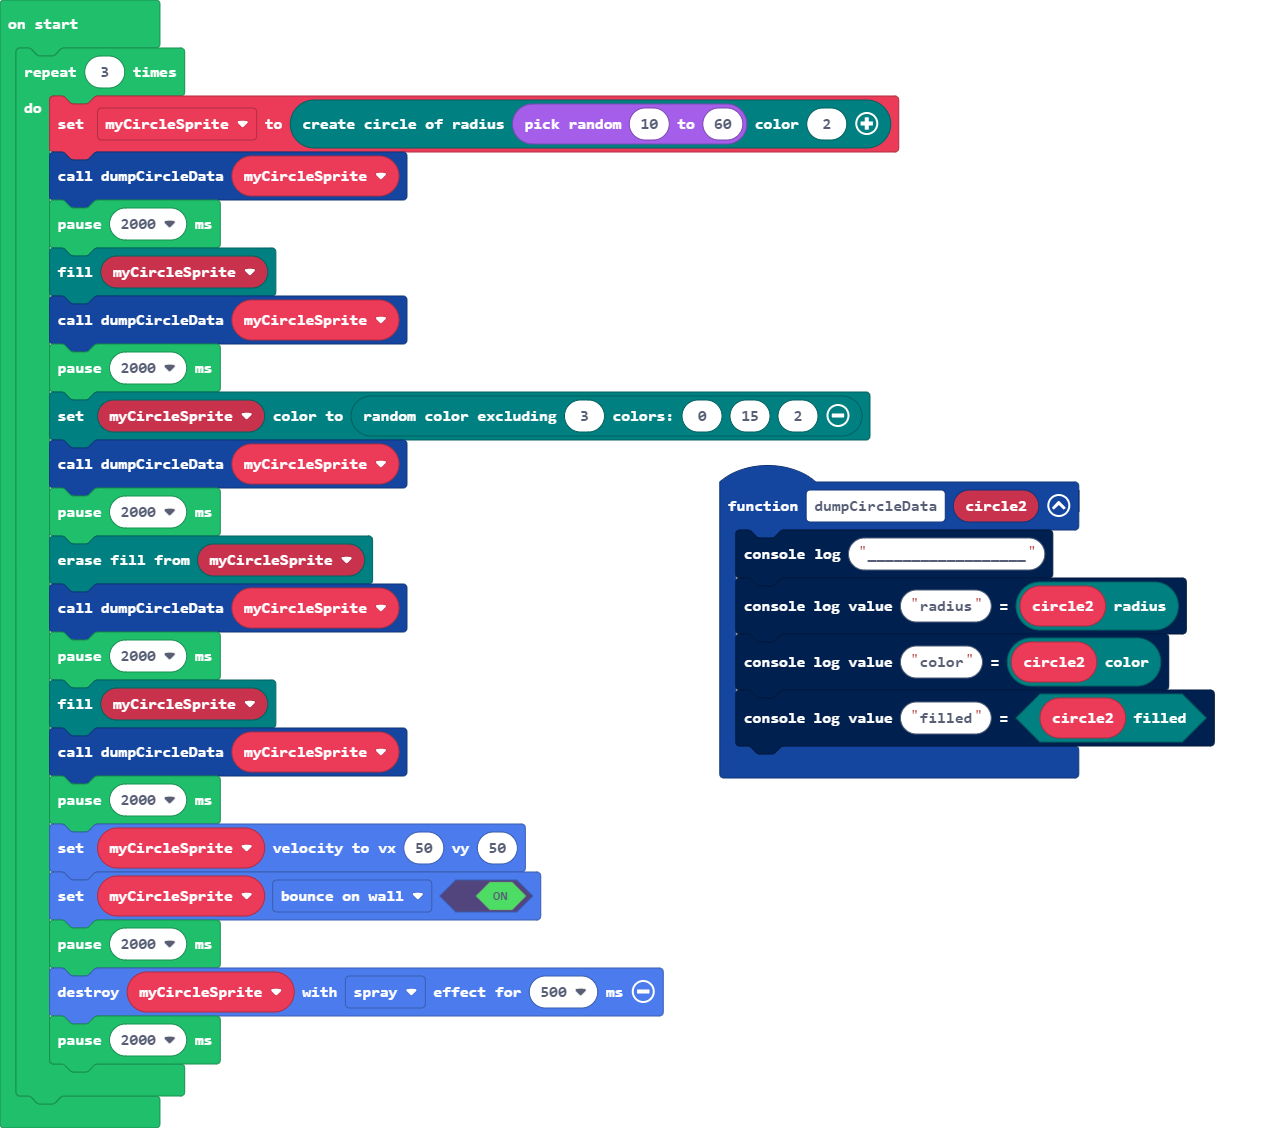 on start
repeat 3 times
do
set myCircleSprite to create circle of radius pick random 10 to 60 color 2
call dumpCircleData myCircleSprite
pause 2000 ms
fill myCircleSprite
call dumpCircleData myCircleSprite
pause 2000 ms
set myCircleSprite color to random color excluding 3 colors: 0 15 2
call dumpCircleData myCircleSprite
pause 2000 ms
erase fill from myCircleSprite
call dumpCircleData myCircleSprite
pause 2000 ms
fill myCircleSprite
call dumpCircleData myCircleSprite
pause 2000 ms
set myCircleSprite velocity to vx 50 vy 50
set myCircleSprite bounce on wall ON
pause 2000 ms
destroy myCircleSprite with spray effect for 500 ms
pause 2000 ms
function dumpCircleData circle2
console log "__________________"
console log value "radius" = circle2 radius
console log value "color" = circle2 color
console log value "filled" = circle2 filled